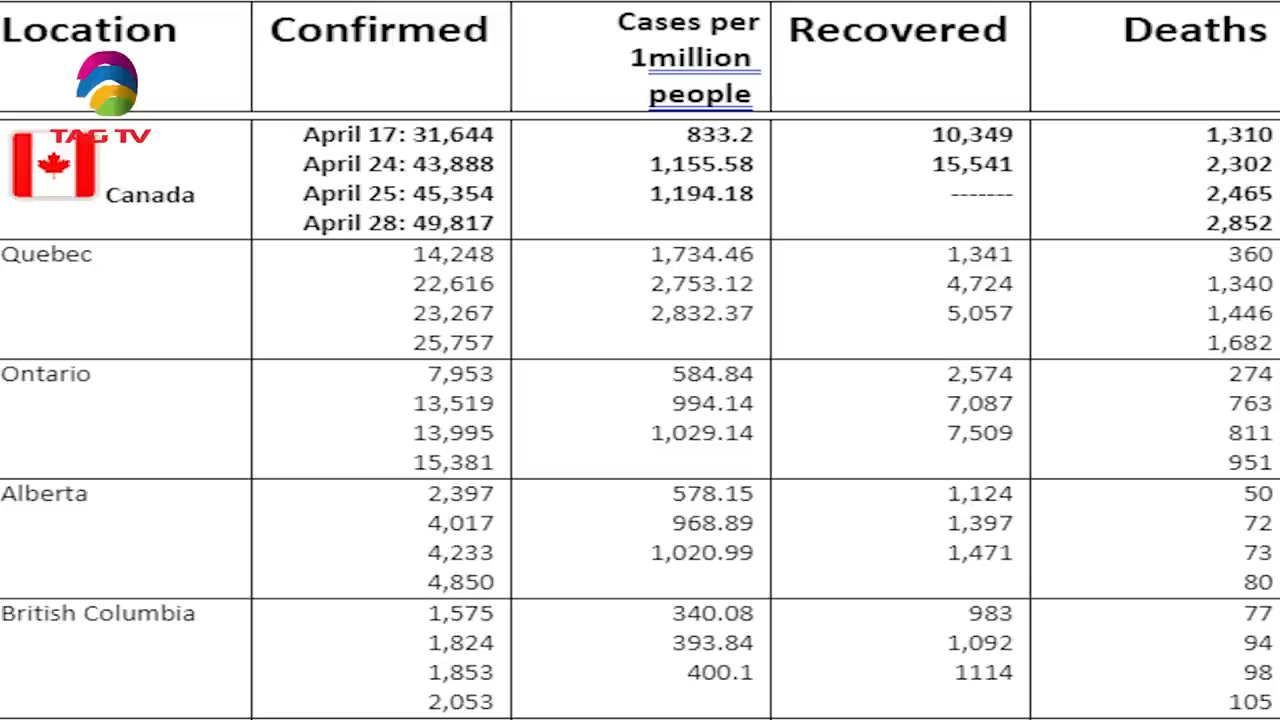 Location Confirmed Cases per 1million people Recovered Deaths
TAG TV
April 17: 31,644 833.2 10,349 1,310
April 24: 43,888 1,155.58 15,541 2,302
Canada April 25: 45,354 1,194.18 ------- 2,465
April 28: 49,817 2,852
Quebec 14,248 1,734.46 1,341 360
22,616 2,753.12 4,724 1,340
23,267 2,832.37 5,057 1,446
25,757 1,682
Ontario 7,953 584.84 2,574 274
13,519 994.14 7,087 763
13,995 1,029.14 7,509 811
15,381 951
Alberta 2,397 578.15 1,124 50
4,017 968.89 1,397 72
4,233 1,020.99 1,471 73
4,850 80
British Columbia 1,575 340.08 983 77
1,824 393.84 1,092 94
1,853 400.1 1114 98
2,053 105